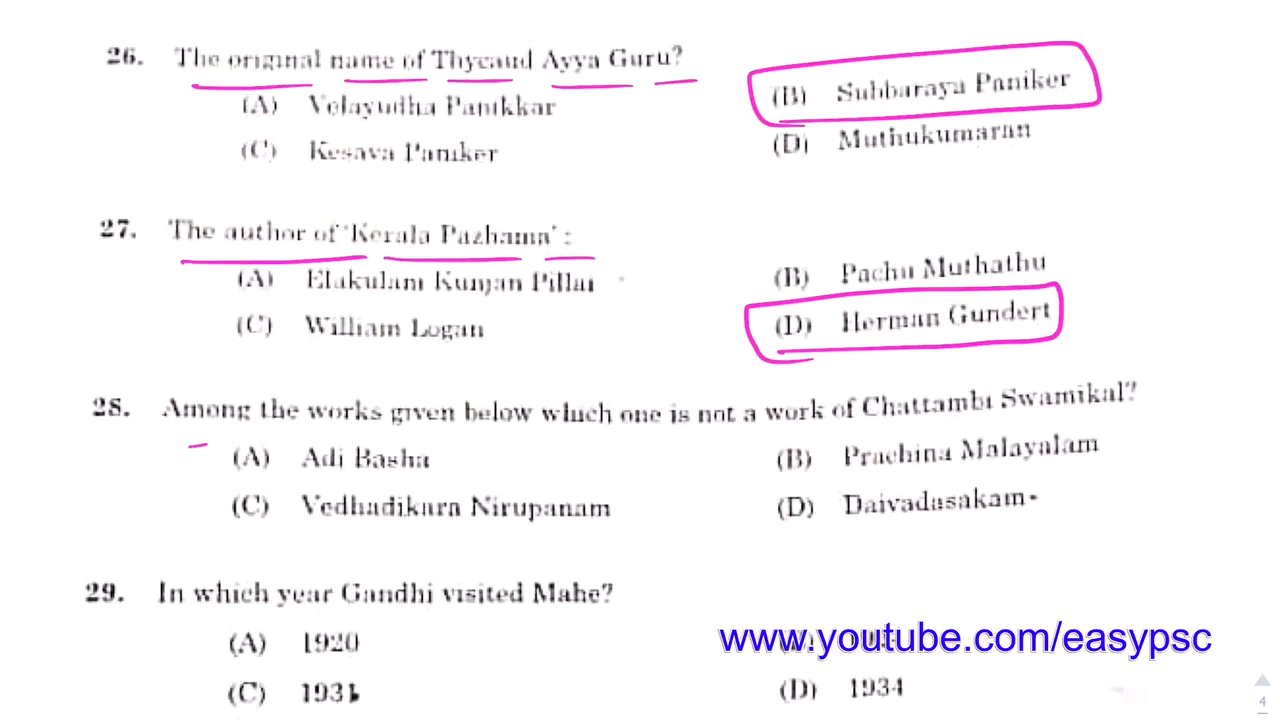 26. The original name of Thycaud Ayya Guru?
(A) Velayudha Panikkar (B) Subbaraya Paniker
(C) Kesava Paniker (D) Muthukumaran
27. The author of 'Kerala Pazhama' :
(A) Elakulam Kunjan Pillai (B) Pachu Muthathu
(C) William Logan (D) Herman Gundert
28. Among the works given below which one is not a work of Chattambi Swamikal?
(A) Adi Basha (B) Prachina Malayalam
(C) Vedhadikara Nirupanam (D) Daivadasakam
29. In which year Gandhi visited Mahe?
(A) 1920
www.youtube.com/easypsc
(C) 1931 (D) 1934
4